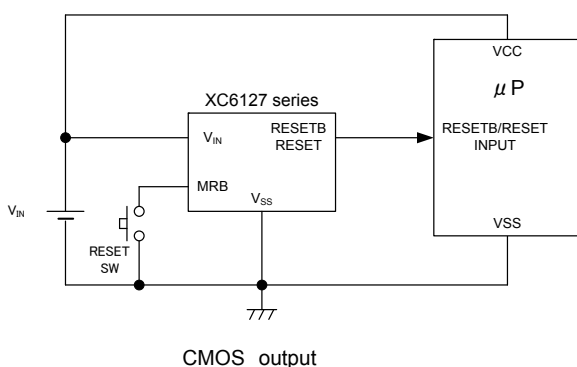 VCC
μP
XC6127 series
RESETB
RESET
RESETB/RESET
INPUT
VIN
MRB
VSS
VIN
RESET
SW
VSS
CMOS output